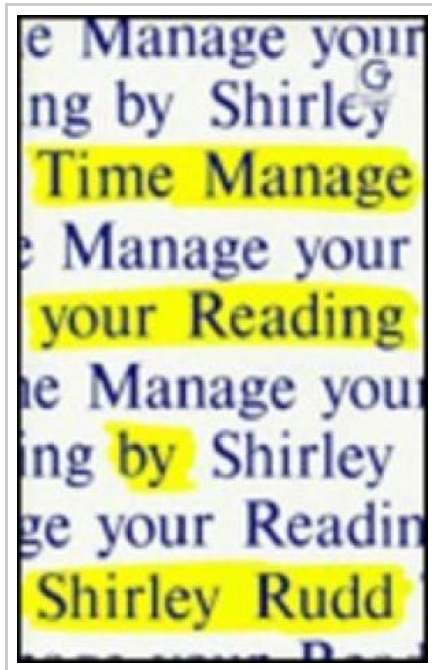 e Manage your
G
ng by Shirley
Time Manage
e Manage your
your Reading
e Manage your
ing by Shirley
ge your Readin
Shirley Rudd